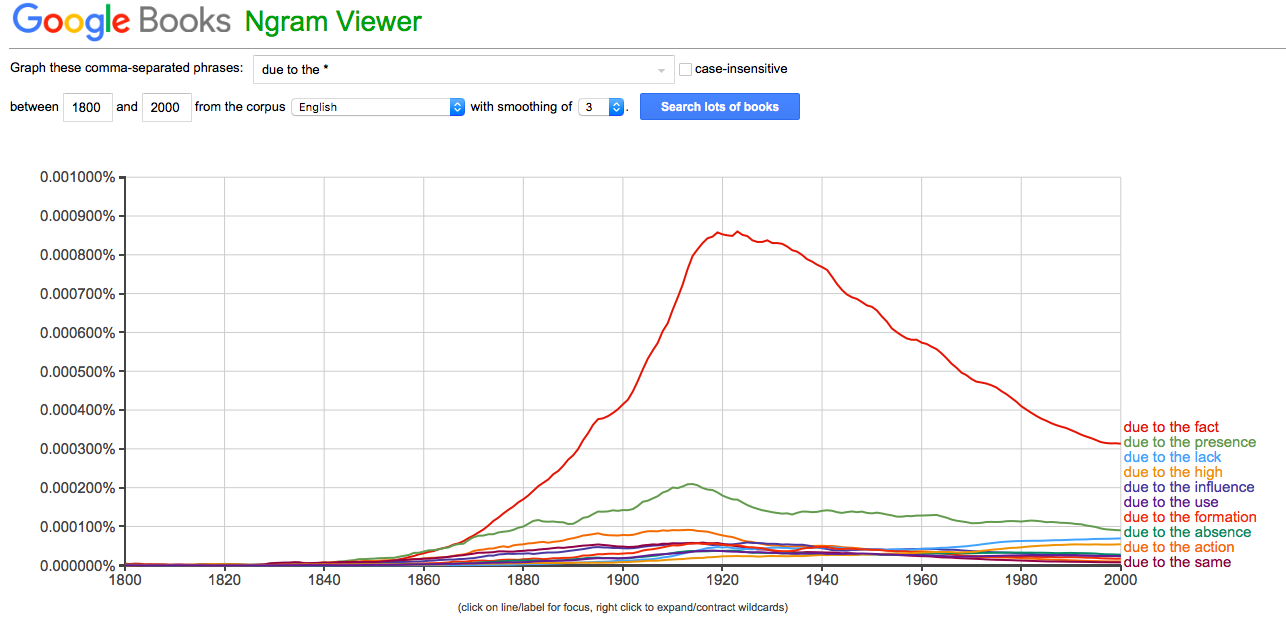 Google Books Ngram Viewer
Graph these comma-separated phrases: due to the * case-insensitive
between 1800 and 2000 from the corpus English with smoothing of 3 . Search lots of books
0.001000%
0.000900%
0.000800%
0.000700%
0.000600%
0.000500%
0.000400%
0.000300%
0.000200%
0.000100%
0.000000%
due to the fact
due to the presence
due to the lack
due to the high
due to the influence
due to the use
due to the formation
due to the absence
due to the action
due to the same
1800 1820 1840 1860 1880 1900 1920 1940 1960 1980 2000
(click on line/label for focus, right click to expand/contract wildcards)